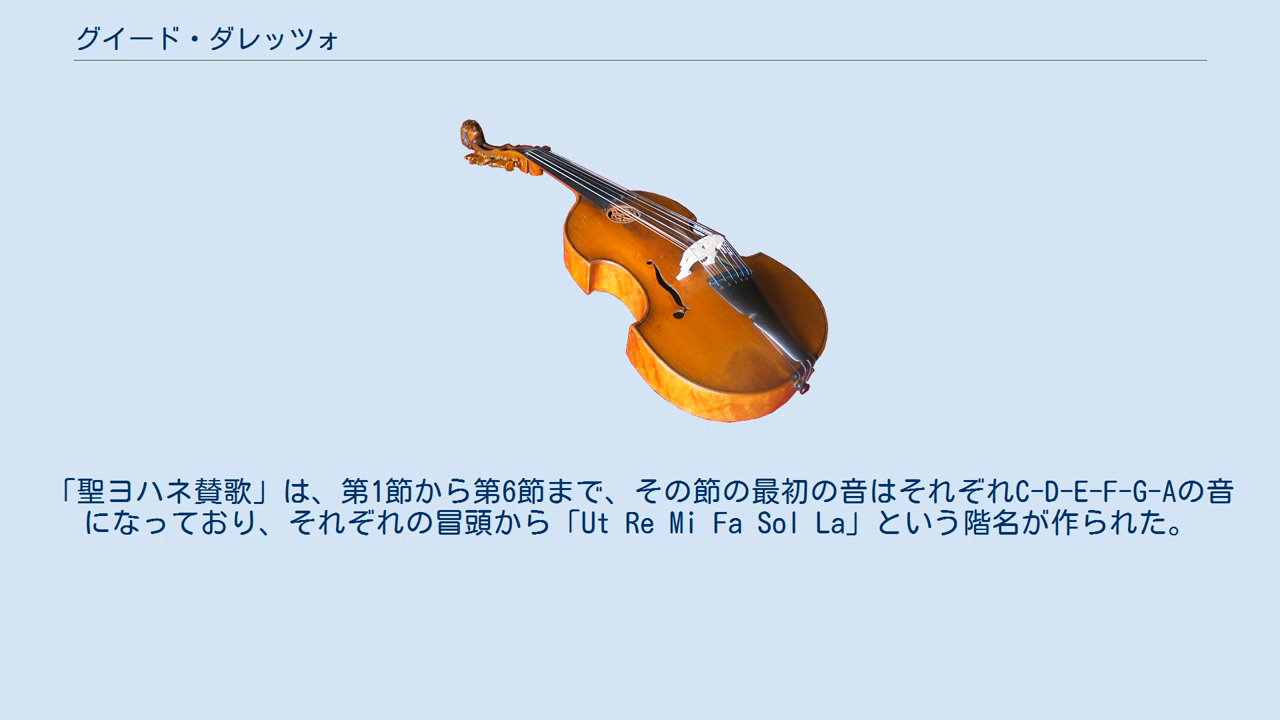 グイード・ダレッツォ
「聖ヨハネ賛歌」は、第1節から第6節まで、その節の最初の音はそれぞれC-D-E-F-G-Aの音
になっており、それぞれの冒頭から「Ut Re Mi Fa Sol La」という階名が作られた。